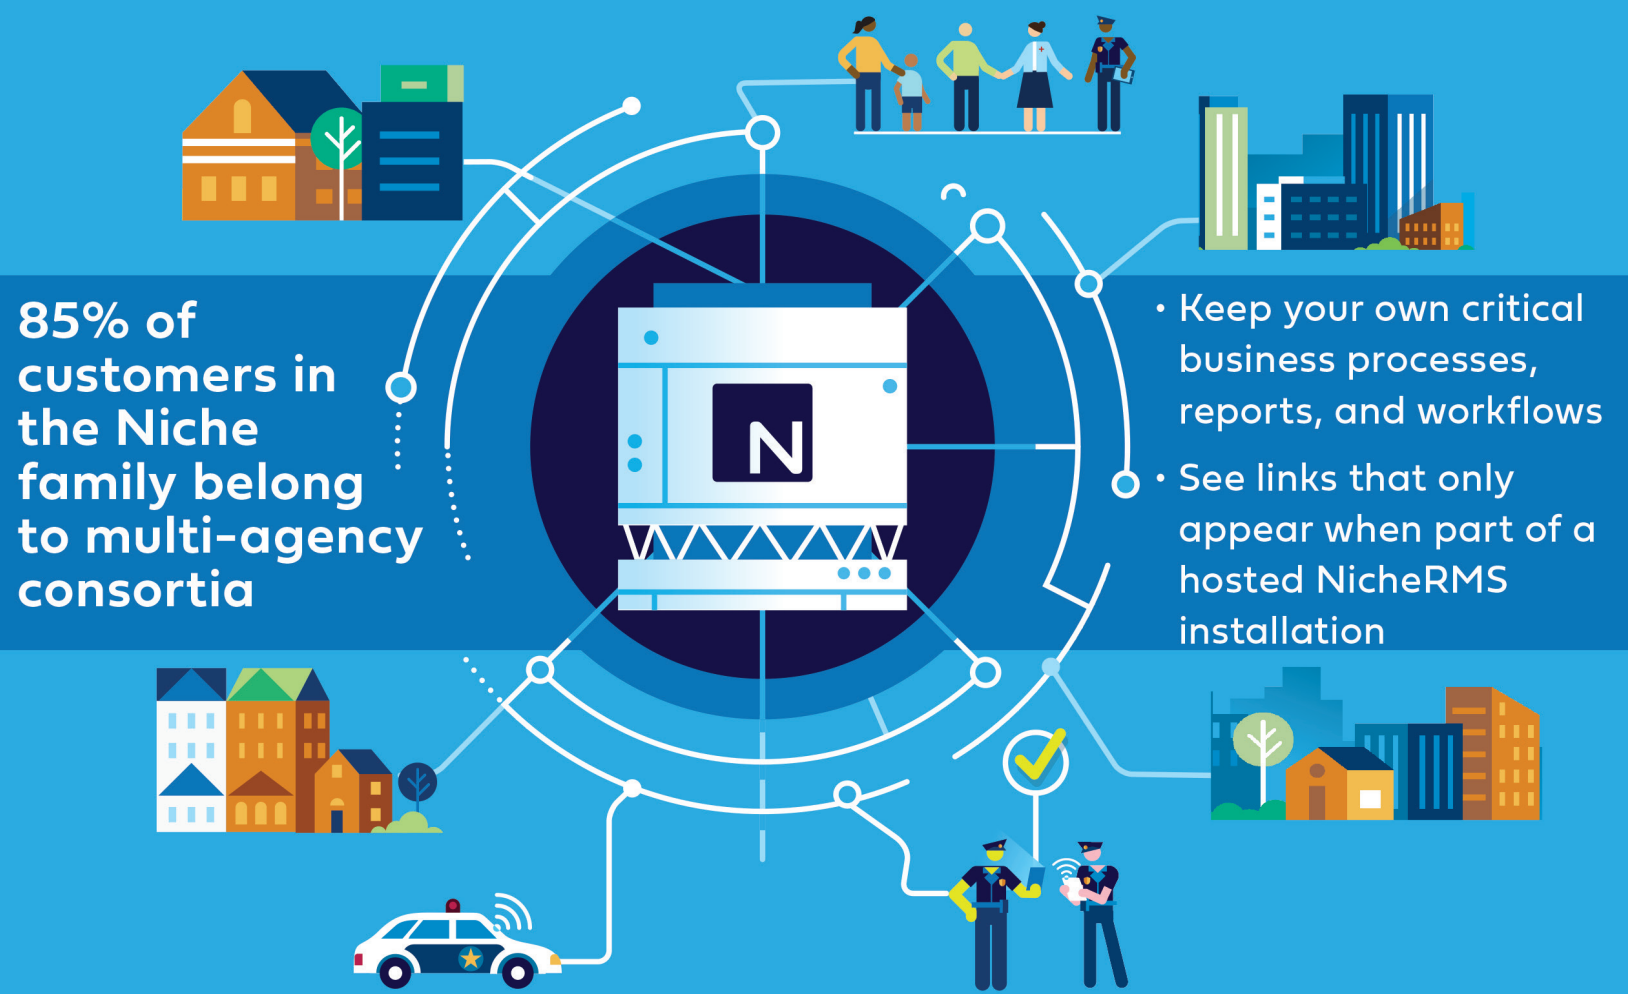 85% of
customers in
the Niche
family belong
to multi-agency
consortia
N
• Keep your own critical
business processes,
reports, and workflows
• See links that only
appear when part of a
hosted NicheRMS
installation